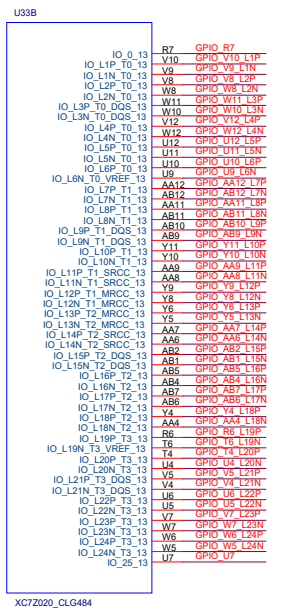 U33B
IO_0_13 R7 GPIO_R7
IO_L1P_T0_13 V10 GPIO_V10_L1P
IO_L1N_T0_13 V9 GPIO_V9_L1N
IO_L2P_T0_13 V8 GPIO_V8_L2P
IO_L2N_T0_13 W8 GPIO_W8_L2N
IO_L3P_T0_DQS_13 W11 GPIO_W11_L3P
IO_L3N_T0_DQS_13 W10 GPIO_W10_L3N
IO_L4P_T0_13 V12 GPIO_V12_L4P
IO_L4N_T0_13 W12 GPIO_W12_L4N
IO_L5P_T0_13 U12 GPIO_U12_L5P
IO_L5N_T0_13 U11 GPIO_U11_L5N
IO_L6P_T0_13 U10 GPIO_U10_L6P
IO_L6N_T0_VREF_13 U9 GPIO_U9_L6N
IO_L7P_T1_13 AA12 GPIO_AA12_L7P
IO_L7N_T1_13 AB12 GPIO_AB12_L7N
IO_L8P_T1_13 AA11 GPIO_AA11_L8P
IO_L8N_T1_13 AB11 GPIO_AB11_L8N
IO_L9P_T1_DQS_13 AB10 GPIO_AB10_L9P
IO_L9N_T1_DQS_13 AB9 GPIO_AB9_L9N
IO_L10P_T1_13 Y11 GPIO_Y11_L10P
IO_L10N_T1_13 Y10 GPIO_Y10_L10N
IO_L11P_T1_SRCC_13 AA9 GPIO_AA9_L11P
IO_L11N_T1_SRCC_13 AA8 GPIO_AA8_L11N
IO_L12P_T1_MRCC_13 Y9 GPIO_Y9_L12P
IO_L12N_T1_MRCC_13 Y8 GPIO_Y8_L12N
IO_L13P_T2_MRCC_13 Y6 GPIO_Y6_L13P
IO_L13N_T2_MRCC_13 Y5 GPIO_Y5_L13N
IO_L14P_T2_SRCC_13 AA7 GPIO_AA7_L14P
IO_L14N_T2_SRCC_13 AA6 GPIO_AA6_L14N
IO_L15P_T2_DQS_13 AB2 GPIO_AB2_L15P
IO_L15N_T2_DQS_13 AB1 GPIO_AB1_L15N
IO_L16P_T2_13 AB5 GPIO_AB5_L16P
IO_L16N_T2_13 AB4 GPIO_AB4_L16N
IO_L17P_T2_13 AB7 GPIO_AB7_L17P
IO_L17N_T2_13 AB6 GPIO_AB6_L17N
IO_L18P_T2_13 Y4 GPIO_Y4_L18P
IO_L18N_T2_13 AA4 GPIO_AA4_L18N
IO_L19P_T3_13 R6 GPIO_R6_L19P
IO_L19N_T3_VREF_13 T6 GPIO_T6_L19N
IO_L20P_T3_13 T4 GPIO_T4_L20P
IO_L20N_T3_13 U4 GPIO_U4_L20N
IO_L21P_T3_DQS_13 V5 GPIO_V5_L21P
IO_L21N_T3_DQS_13 V4 GPIO_V4_L21N
IO_L22P_T3_13 U6 GPIO_U6_L22P
IO_L22N_T3_13 U5 GPIO_U5_L22N
IO_L23P_T3_13 V7 GPIO_V7_L23P
IO_L23N_T3_13 W7 GPIO_W7_L23N
IO_L24P_T3_13 W6 GPIO_W6_L24P
IO_L24N_T3_13 W5 GPIO_W5_L24N
IO_25_13 U7 GPIO_U7
XC7Z020_CLG484